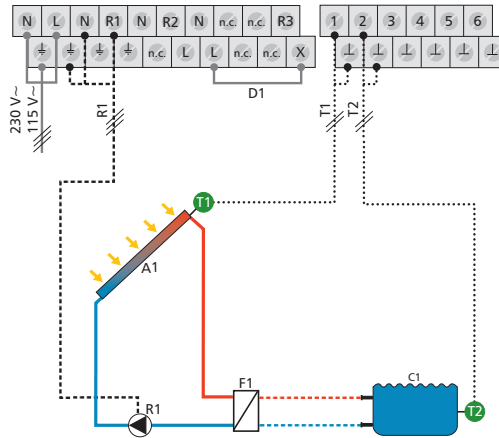 N L N R1 N R2 N n.c. n.c. R3
n.c. L L n.c. n.c. X
1 2 3 4 5 6
D1
230 V~
115 V~
R1
T1
T2
T1
A1
F1
C1
R1
T2